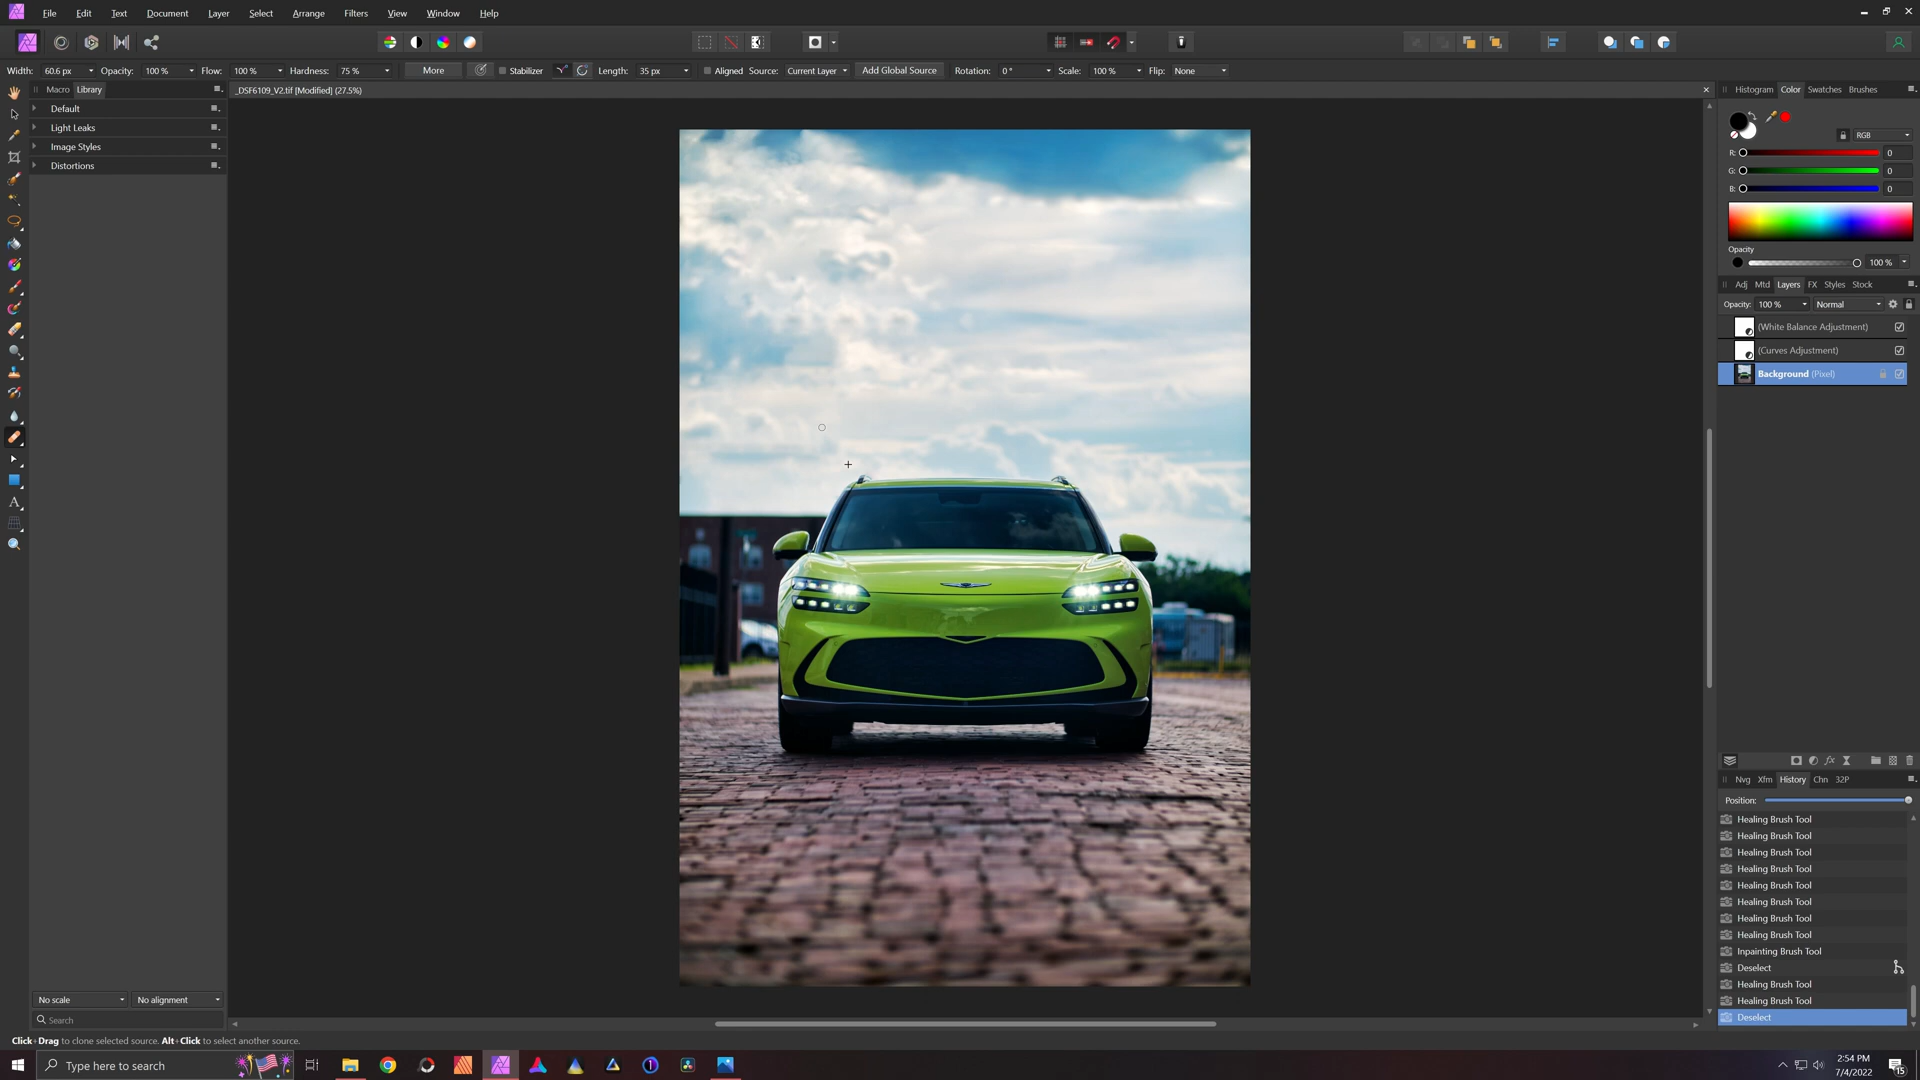 File Edit Text Document Layer Select Arrange Filters View Window Help
Width: 60.6 px Opacity: 100 % Flow: 100 % Hardness: 75 % More Stabilizer Length: 35 px Aligned Source: Current Layer Add Global Source Rotation: 0 ° Scale: 100 % Flip: None
Macro Library
_DSF6109_V2.tif [Modified] (27.5%)
Histogram Color Swatches Brushes
Default
Light Leaks
Image Styles
Distortions
RGB
R: 0
G: 0
B: 0
Opacity
100 %
Adj Mtd Layers FX Styles Stock
Opacity: 100 % Normal
(White Balance Adjustment)
(Curves Adjustment)
Background (Pixel)
fx
Nvg Xfm History Chn 32P
Position:
Healing Brush Tool
Healing Brush Tool
Healing Brush Tool
Healing Brush Tool
Healing Brush Tool
Healing Brush Tool
Healing Brush Tool
Healing Brush Tool
Inpainting Brush Tool
Deselect
Healing Brush Tool
Healing Brush Tool
Deselect
No scale No alignment
Search
Click+Drag to clone selected source. Alt+Click to select another source.
Type here to search
2:54 PM
7/4/2022
15